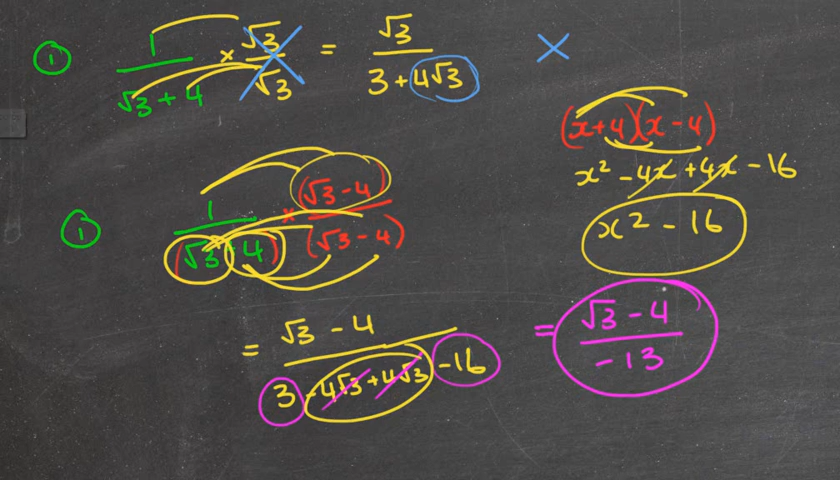 ① 1/(√3 + 4) × √3/√3 = √3/(3 + 4√3) ×
(x+4)(x-4)
x² - 4x + 4x - 16
x² - 16
① 1/(√3 + 4) × (√3 - 4)/(√3 - 4)
= (√3 - 4)/(3 - 4√3 + 4√3 - 16) = (√3 - 4)/(-13)